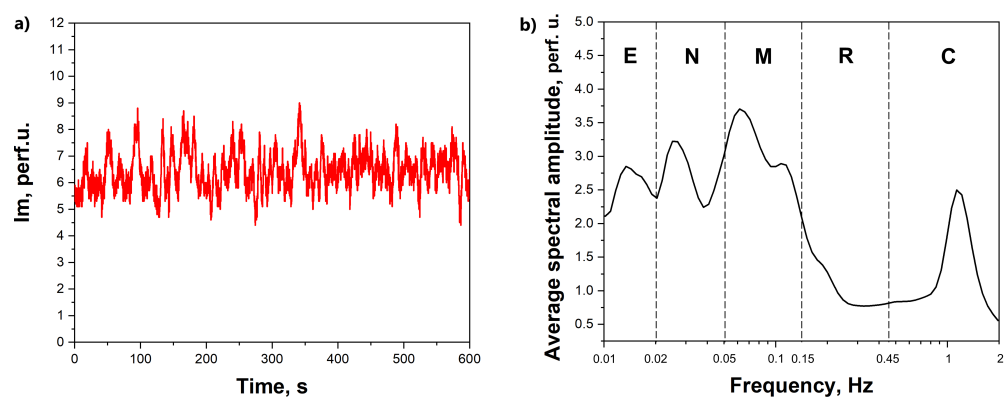 a)
Im, perf.u.
12
11
10
9
8
7
6
5
4
3
2
1
0
0 100 200 300 400 500 600
Time, s
b)
Average spectral amplitude, perf. u.
E N M R C
5.0
4.5
4.0
3.5
3.0
2.5
2.0
1.5
1.0
0.5
0.01 0.02 0.05 0.1 0.15 0.45 1 2
Frequency, Hz